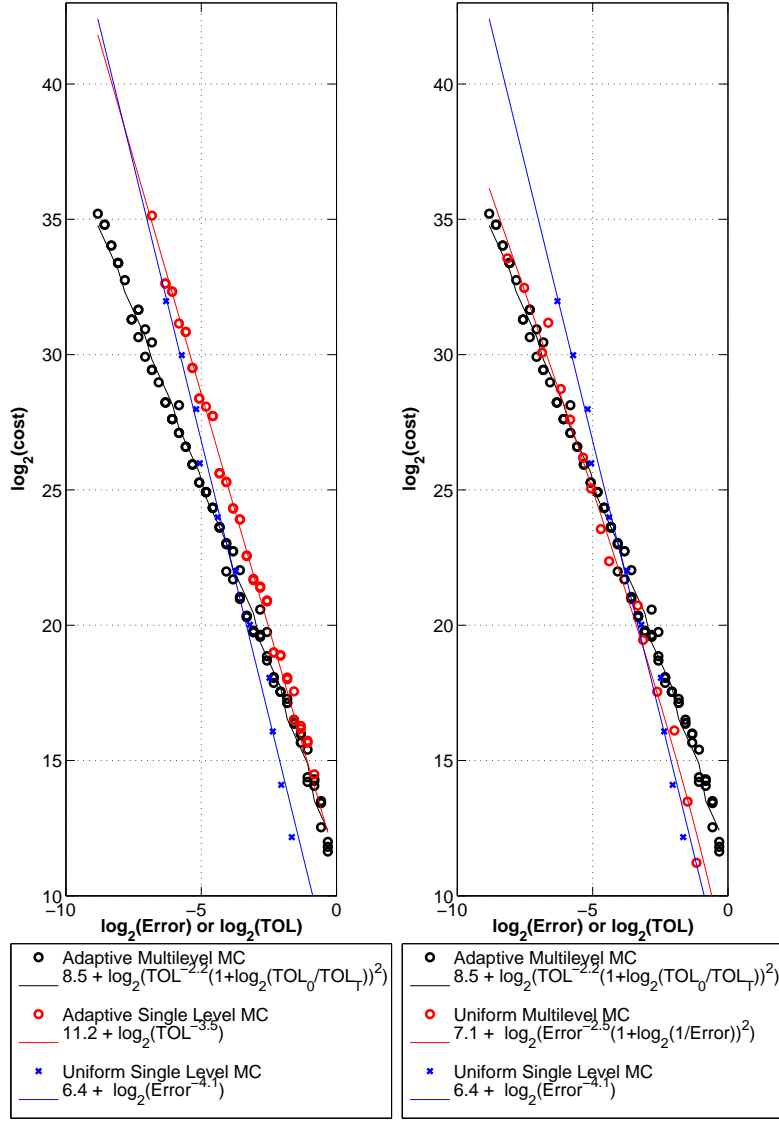 40
35
30
25
20
15
10
−10
−5
0
log2(cost)
log2(Error) or log2(TOL)
Adaptive Multilevel MC
8.5 + log2(TOL−2.2(1+log2(TOL0/TOLT))2)
Adaptive Single Level MC
11.2 + log2(TOL−3.5)
Uniform Single Level MC
6.4 + log2(Error−4.1)
40
35
30
25
20
15
10
−10
−5
0
log2(cost)
log2(Error) or log2(TOL)
Adaptive Multilevel MC
8.5 + log2(TOL−2.2(1+log2(TOL0/TOLT))2)
Uniform Multilevel MC
7.1 + log2(Error−2.5(1+log2(1/Error))2)
Uniform Single Level MC
6.4 + log2(Error−4.1)